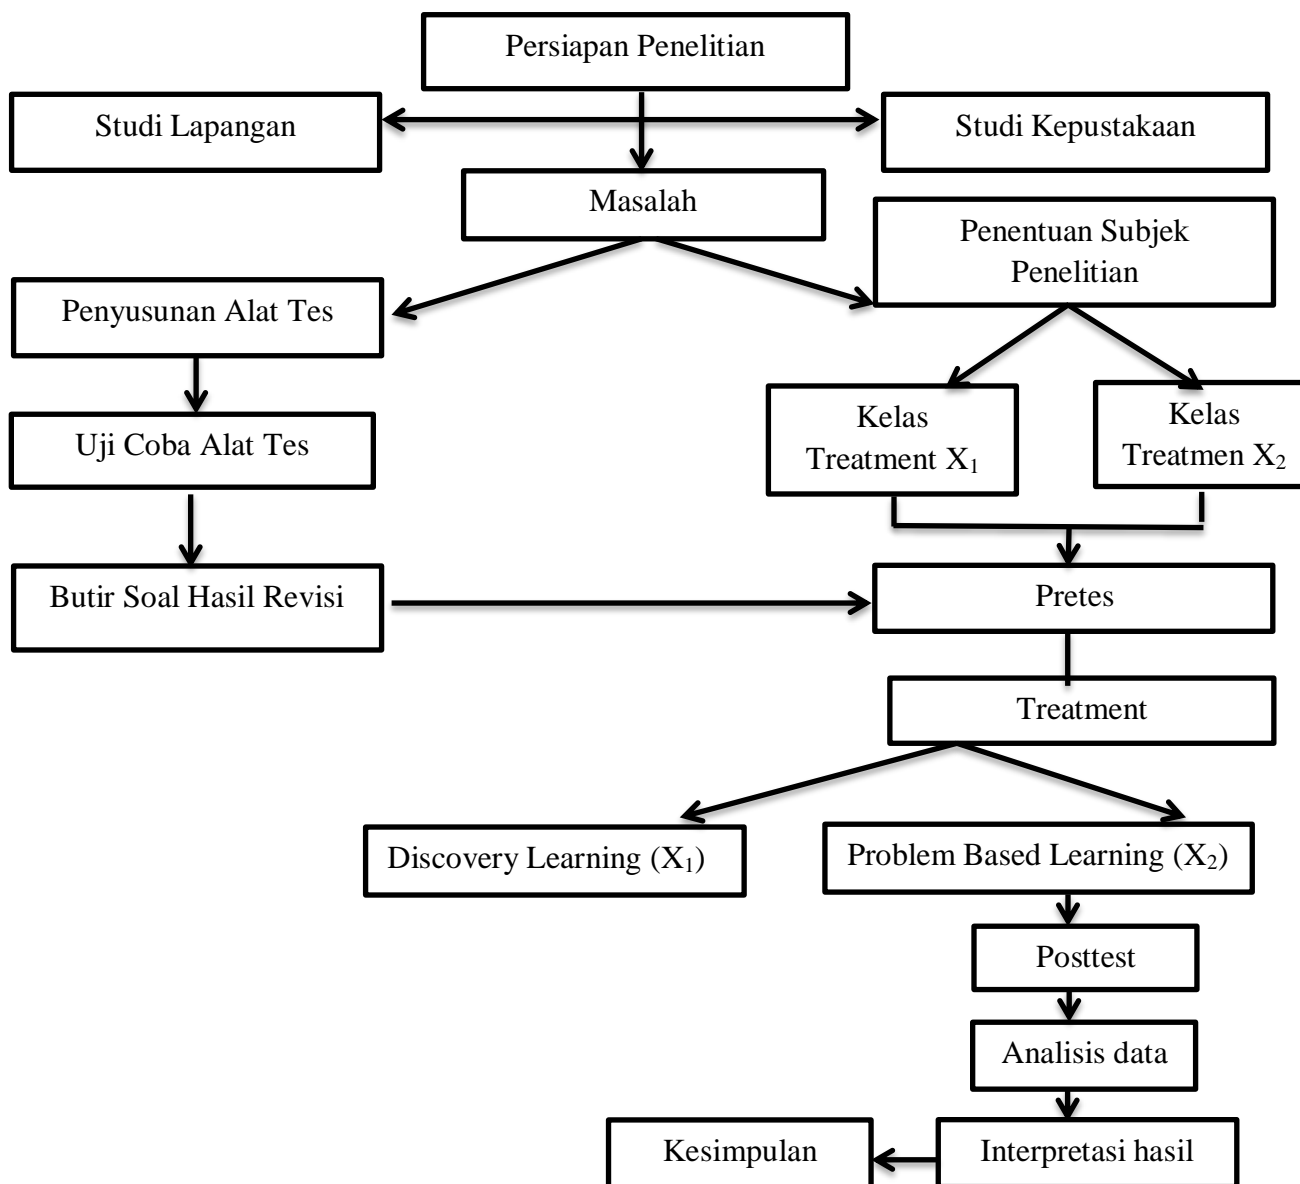 Persiapan Penelitian
Studi Lapangan
Studi Kepustakaan
Masalah
Penentuan Subjek
Penelitian
Penyusunan Alat Tes
Kelas
Treatment X₁
Kelas
Treatmen X₂
Uji Coba Alat Tes
Butir Soal Hasil Revisi
Pretes
Treatment
Discovery Learning (X₁)
Problem Based Learning (X₂)
Posttest
Analisis data
Kesimpulan
Interpretasi hasil